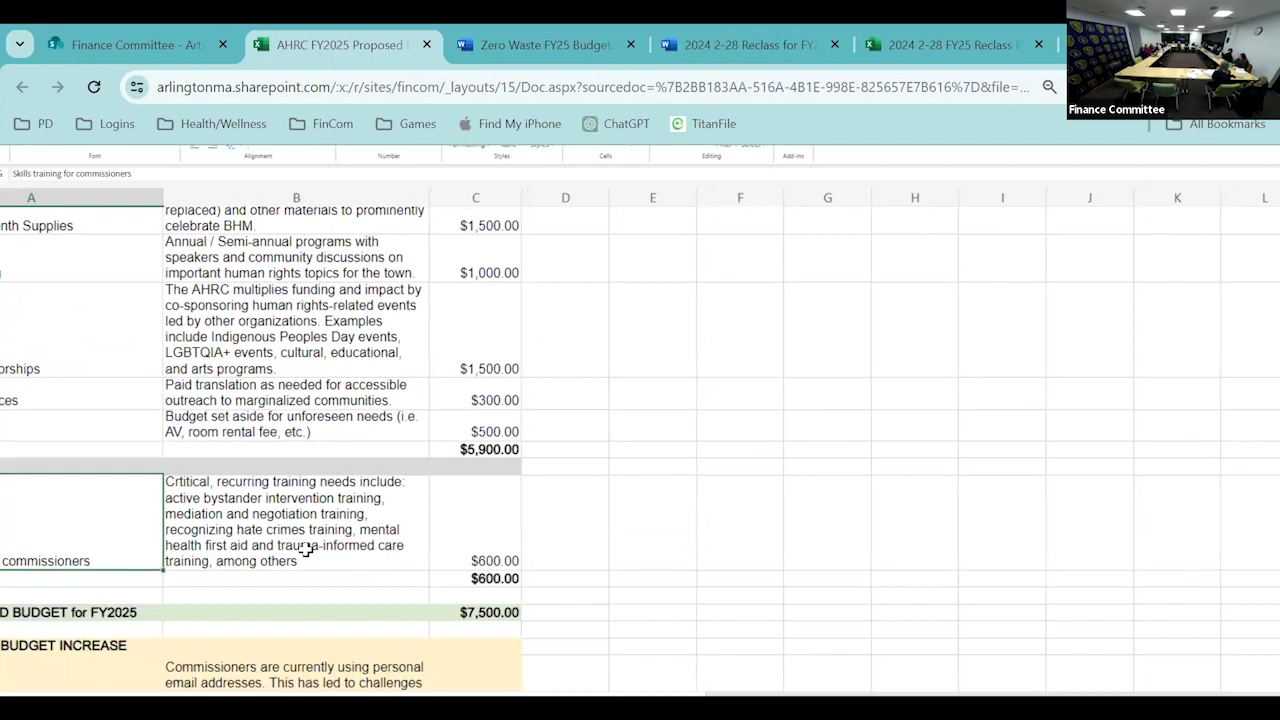 Finance Committee - Arl
AHRC FY2025 Proposed
Zero Waste FY25 Budget
2024 2-28 Reclass for FY2
2024 2-28 FY25 Reclass
arlingtonma.sharepoint.com/:x:/r/sites/fincom/_layouts/15/Doc.aspx?sourcedoc=%7B2BB183AA-516A-4B1E-998E-825657E7B616%7D&file=...
Finance Committee
PD
Logins
Health/Wellness
FinCom
Games
Find My iPhone
ChatGPT
TitanFile
All Bookmarks
Font
Alignment
Number
Styles
Cells
Editing
Add-ins
Skills training for commissioners
A B C D E F G H I J K L
replaced) and other materials to prominently
nth Supplies celebrate BHM. $1,500.00
Annual / Semi-annual programs with
speakers and community discussions on
important human rights topics for the town. $1,000.00
The AHRC multiplies funding and impact by
co-sponsoring human rights-related events
led by other organizations. Examples
include Indigenous Peoples Day events,
LGBTQIA+ events, cultural, educational,
orships and arts programs. $1,500.00
Paid translation as needed for accessible
ces outreach to marginalized communities. $300.00
Budget set aside for unforeseen needs (i.e.
AV, room rental fee, etc.) $500.00
$5,900.00
Crtitical, recurring training needs include:
active bystander intervention training,
mediation and negotiation training,
recognizing hate crimes training, mental
health first aid and trauma-informed care
commissioners training, among others $600.00
$600.00
D BUDGET for FY2025 $7,500.00
BUDGET INCREASE
Commissioners are currently using personal
email addresses. This has led to challenges